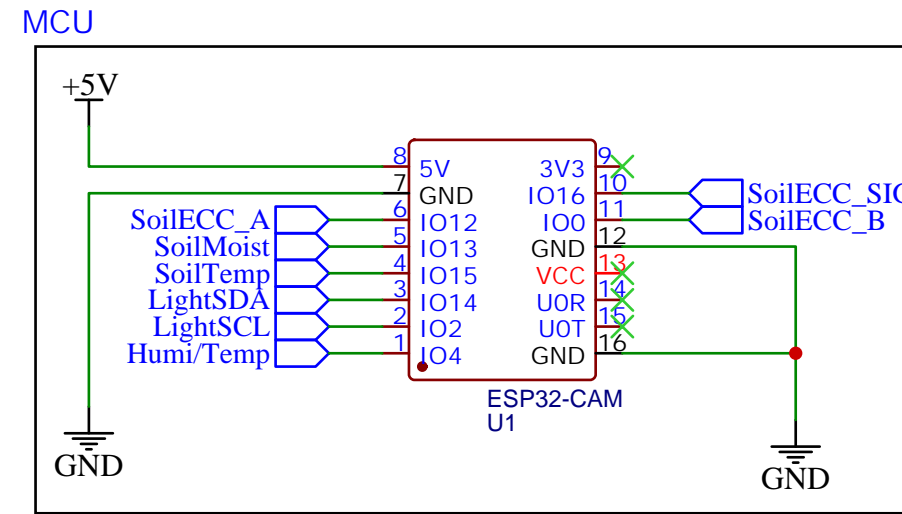 MCU
+5V
8 5V
7 GND
SoilECC_A 6 IO12
SoilMoist 5 IO13
SoilTemp 4 IO15
LightSDA 3 IO14
LightSCL 2 IO2
Humi/Temp 1 IO4
3V3 9
IO16 10 SoilECC_SIG
IO0 11 SoilECC_B
GND 12
VCC 13
U0R 14
U0T 15
GND 16
ESP32-CAM
U1
GND
GND